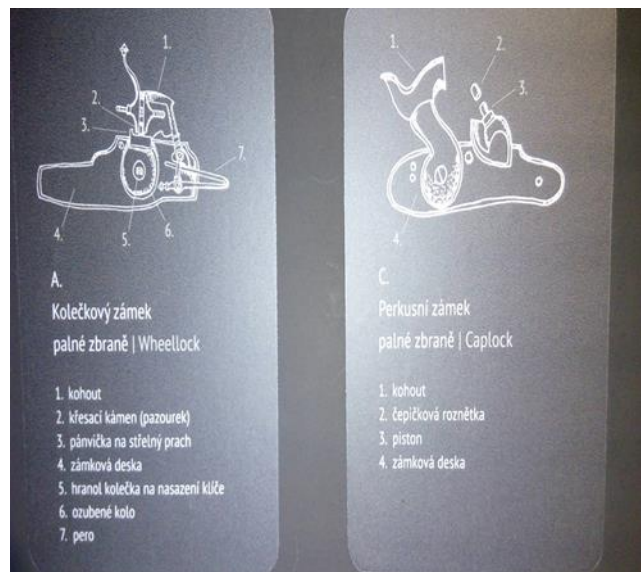 1.
2.
3.
4.
5.
6.
7.
A.
Kolečkový zámek
palné zbraně | Wheellock
1. kohout
2. křesací kámen (pazourek)
3. pánvička na střelný prach
4. zámková deska
5. hranol kolečka na nasazení klíče
6. ozubené kolo
7. pero
1.
2.
3.
4.
C.
Perkusní zámek
palné zbraně | Caplock
1. kohout
2. čepičková roznětka
3. piston
4. zámková deska